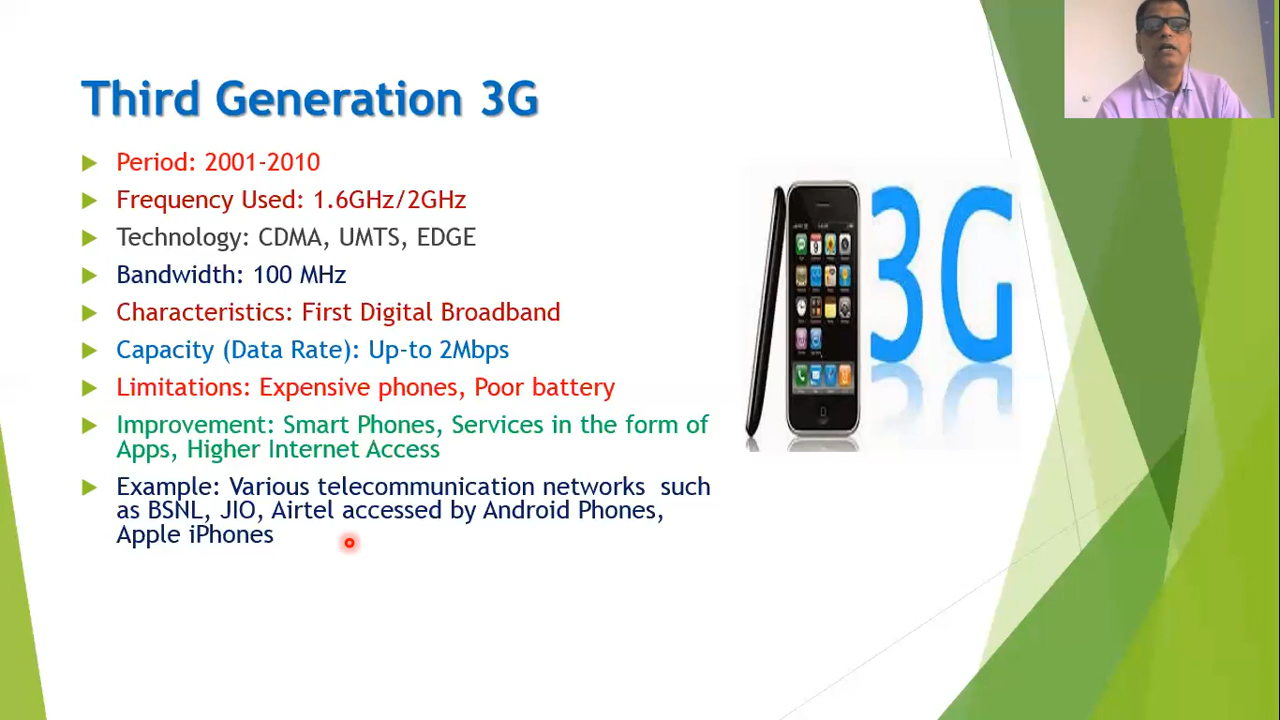 Third Generation 3G
Period: 2001-2010
Frequency Used: 1.6GHz/2GHz
Technology: CDMA, UMTS, EDGE
Bandwidth: 100 MHz
Characteristics: First Digital Broadband
Capacity (Data Rate): Up-to 2Mbps
Limitations: Expensive phones, Poor battery
Improvement: Smart Phones, Services in the form of
Apps, Higher Internet Access
Example: Various telecommunication networks such
as BSNL, JIO, Airtel accessed by Android Phones,
Apple iPhones
3G